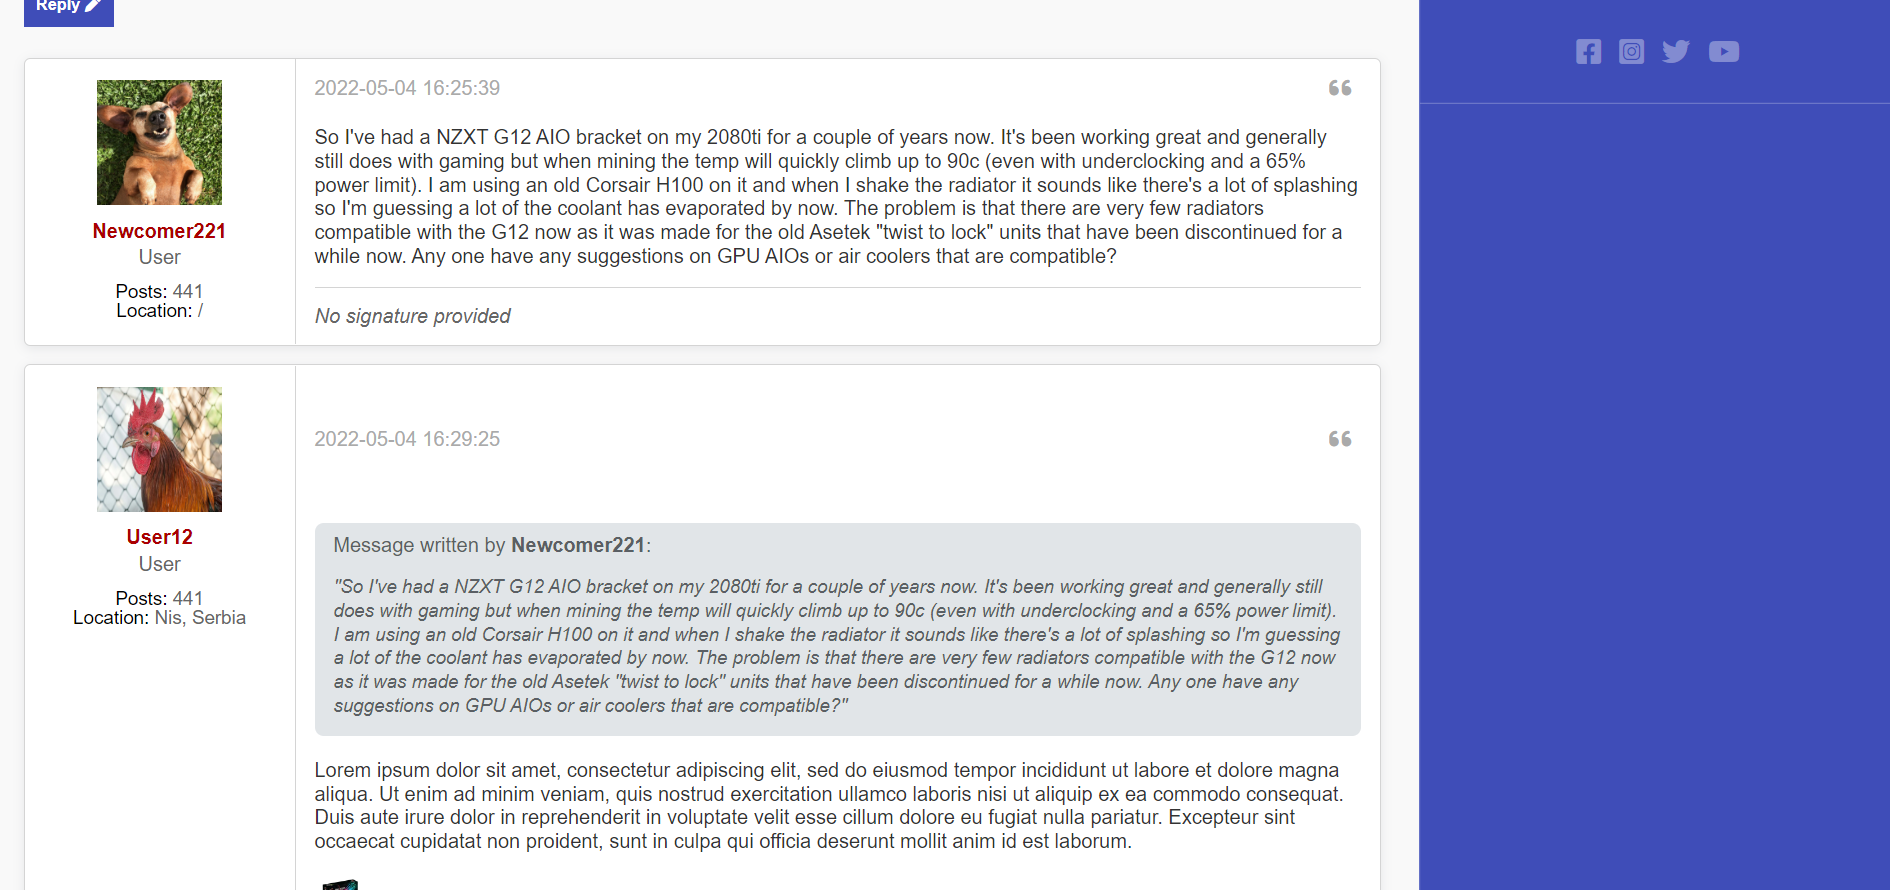 Reply
2022-05-04 16:25:39
So I've had a NZXT G12 AIO bracket on my 2080ti for a couple of years now. It's been working great and generally
still does with gaming but when mining the temp will quickly climb up to 90c (even with underclocking and a 65%
power limit). I am using an old Corsair H100 on it and when I shake the radiator it sounds like there's a lot of splashing
so I'm guessing a lot of the coolant has evaporated by now. The problem is that there are very few radiators
compatible with the G12 now as it was made for the old Asetek "twist to lock" units that have been discontinued for a
while now. Any one have any suggestions on GPU AIOs or air coolers that are compatible?
No signature provided
Newcomer221
User
Posts: 441
Location: /
2022-05-04 16:29:25
Message written by Newcomer221:
"So I've had a NZXT G12 AIO bracket on my 2080ti for a couple of years now. It's been working great and generally still
does with gaming but when mining the temp will quickly climb up to 90c (even with underclocking and a 65% power limit).
I am using an old Corsair H100 on it and when I shake the radiator it sounds like there's a lot of splashing so I'm guessing
a lot of the coolant has evaporated by now. The problem is that there are very few radiators compatible with the G12 now
as it was made for the old Asetek "twist to lock" units that have been discontinued for a while now. Any one have any
suggestions on GPU AIOs or air coolers that are compatible?"
User12
User
Posts: 441
Location: Nis, Serbia
Lorem ipsum dolor sit amet, consectetur adipiscing elit, sed do eiusmod tempor incididunt ut labore et dolore magna
aliqua. Ut enim ad minim veniam, quis nostrud exercitation ullamco laboris nisi ut aliquip ex ea commodo consequat.
Duis aute irure dolor in reprehenderit in voluptate velit esse cillum dolore eu fugiat nulla pariatur. Excepteur sint
occaecat cupidatat non proident, sunt in culpa qui officia deserunt mollit anim id est laborum.